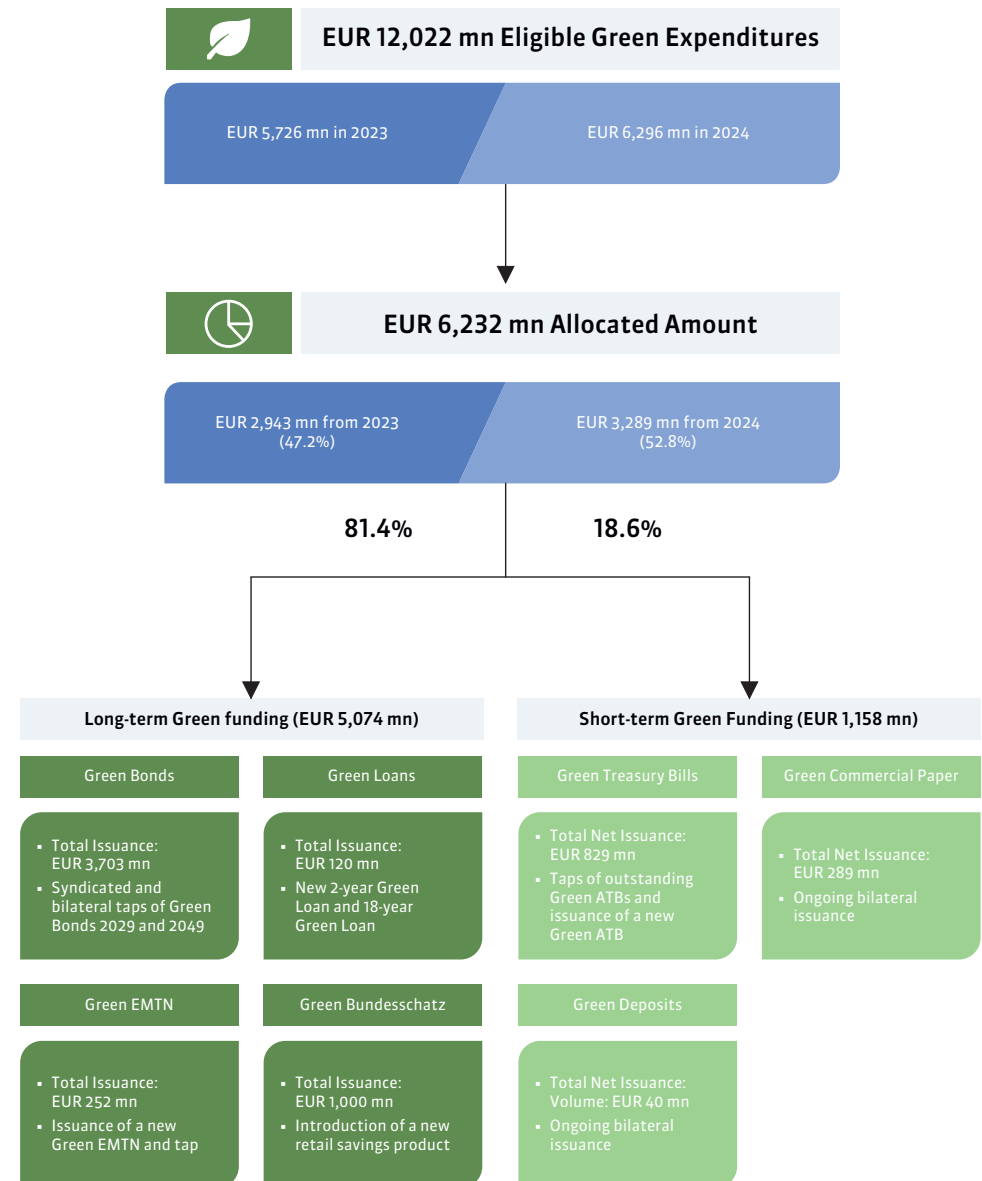 EUR 12,022 mn Eligible Green Expenditures
EUR 5,726 mn in 2023
EUR 6,296 mn in 2024
EUR 6,232 mn Allocated Amount
EUR 2,943 mn from 2023
(47.2%)
EUR 3,289 mn from 2024
(52.8%)
81.4%
18.6%
Long-term Green funding (EUR 5,074 mn)
Green Bonds
▪ Total Issuance:
EUR 3,703 mn
▪ Syndicated and
bilateral taps of Green
Bonds 2029 and 2049
Green Loans
▪ Total Issuance:
EUR 120 mn
▪ New 2-year Green
Loan and 18-year
Green Loan
Green EMTN
▪ Total Issuance:
EUR 252 mn
▪ Issuance of a new
Green EMTN and tap
Green Bundesschatz
▪ Total Issuance:
EUR 1,000 mn
▪ Introduction of a new
retail savings product
Short-term Green Funding (EUR 1,158 mn)
Green Treasury Bills
▪ Total Net Issuance:
EUR 829 mn
▪ Taps of outstanding
Green ATBs and
issuance of a new
Green ATB
Green Commercial Paper
▪ Total Net Issuance:
EUR 289 mn
▪ Ongoing bilateral
issuance
Green Deposits
▪ Total Net Issuance:
Volume: EUR 40 mn
▪ Ongoing bilateral
issuance